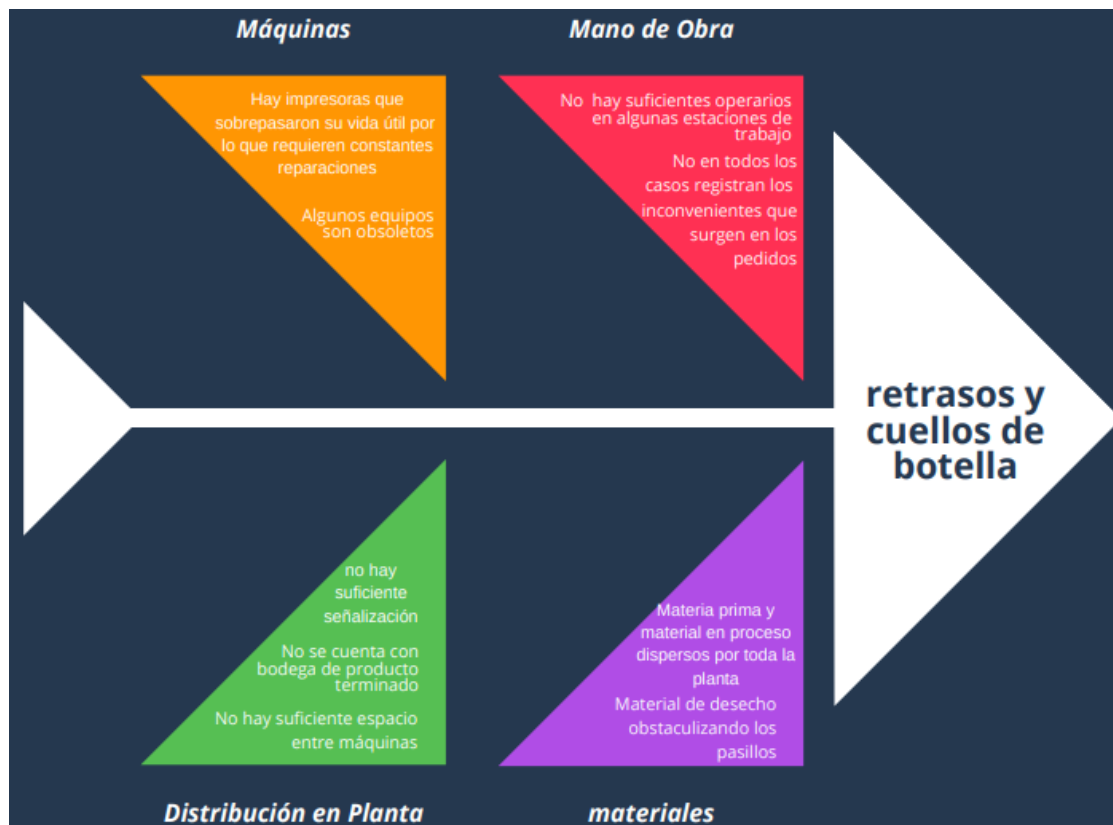 Máquinas
Hay impresoras que
sobrepasaron su vida útil por
lo que requieren constantes
reparaciones
Algunos equipos
son obsoletos
Mano de Obra
No hay suficientes operarios
en algunas estaciones de
trabajo
No en todos los
casos registran los
inconvenientes que
surgen en los
pedidos
retrasos y
cuellos de
botella
no hay
suficiente
señalización
No se cuenta con
bodega de producto
terminado
No hay suficiente espacio
entre máquinas
Distribución en Planta
Materia prima y
material en proceso
dispersos por toda la
planta
Material de desecho
obstaculizando los
pasillos
materiales